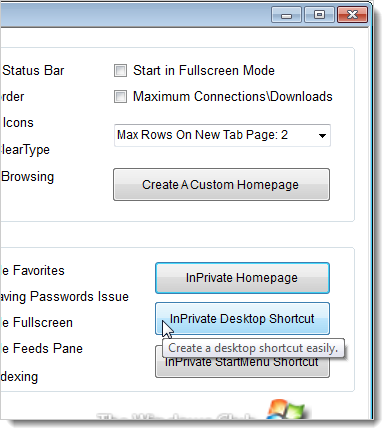 Status Bar
Start in Fullscreen Mode
rder
Maximum Connections\Downloads
Icons
learType
Max Rows On New Tab Page: 2
Browsing
Create A Custom Homepage
e Favorites
InPrivate Homepage
aving Passwords Issue
e Fullscreen
InPrivate Desktop Shortcut
e Feeds Pane
Create a desktop shortcut easily.
InPrivate StartMenu Shortcut
dexing
The Windows Club